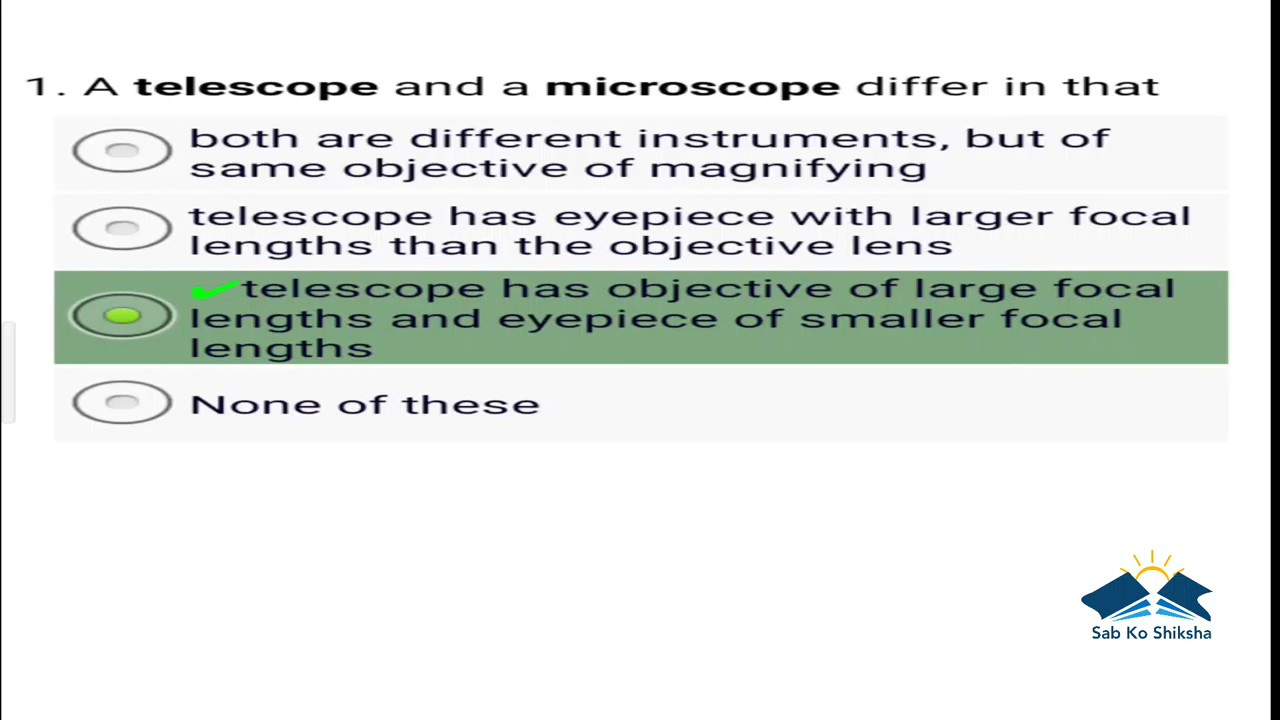 1. A telescope and a microscope differ in that
both are different instruments, but of
same objective of magnifying
telescope has eyepiece with larger focal
lengths than the objective lens
✔telescope has objective of large focal
lengths and eyepiece of smaller focal
lengths
None of these
Sab Ko Shiksha